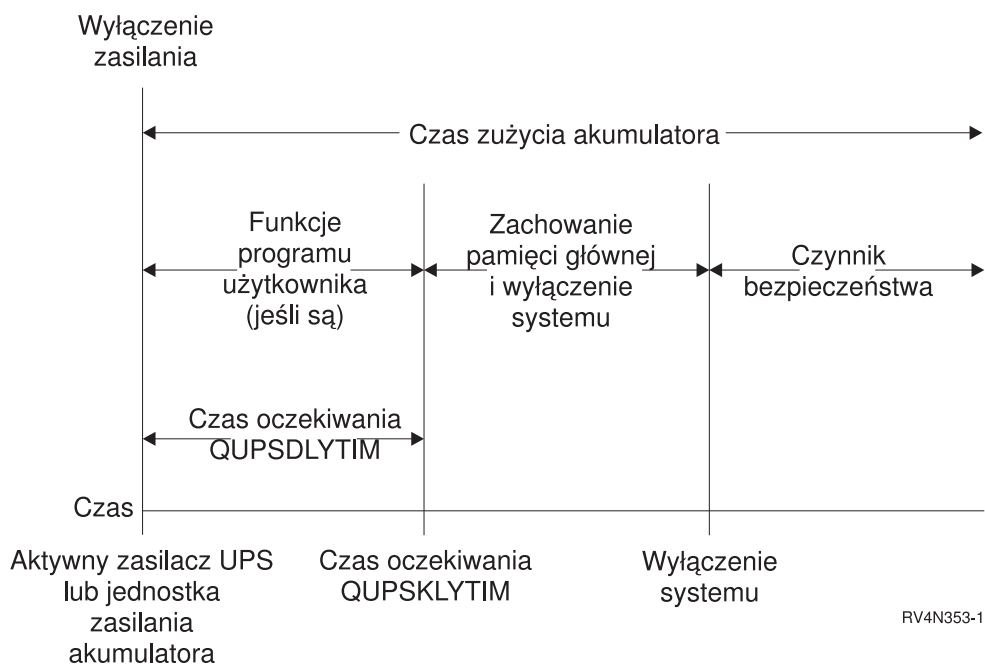 Wyłączenie
zasilania
Czas zużycia akumulatora
Funkcje
programu
użytkownika
(jeśli są)
Zachowanie
pamięci głównej
i wyłączenie
systemu
Czynnik
bezpieczeństwa
Czas oczekiwania
QUPSDLYTIM
Czas
Aktywny zasilacz UPS
lub jednostka
zasilania
akumulatora
Czas oczekiwania
QUPSKLYTIM
Wyłączenie
systemu
RV4N353-1